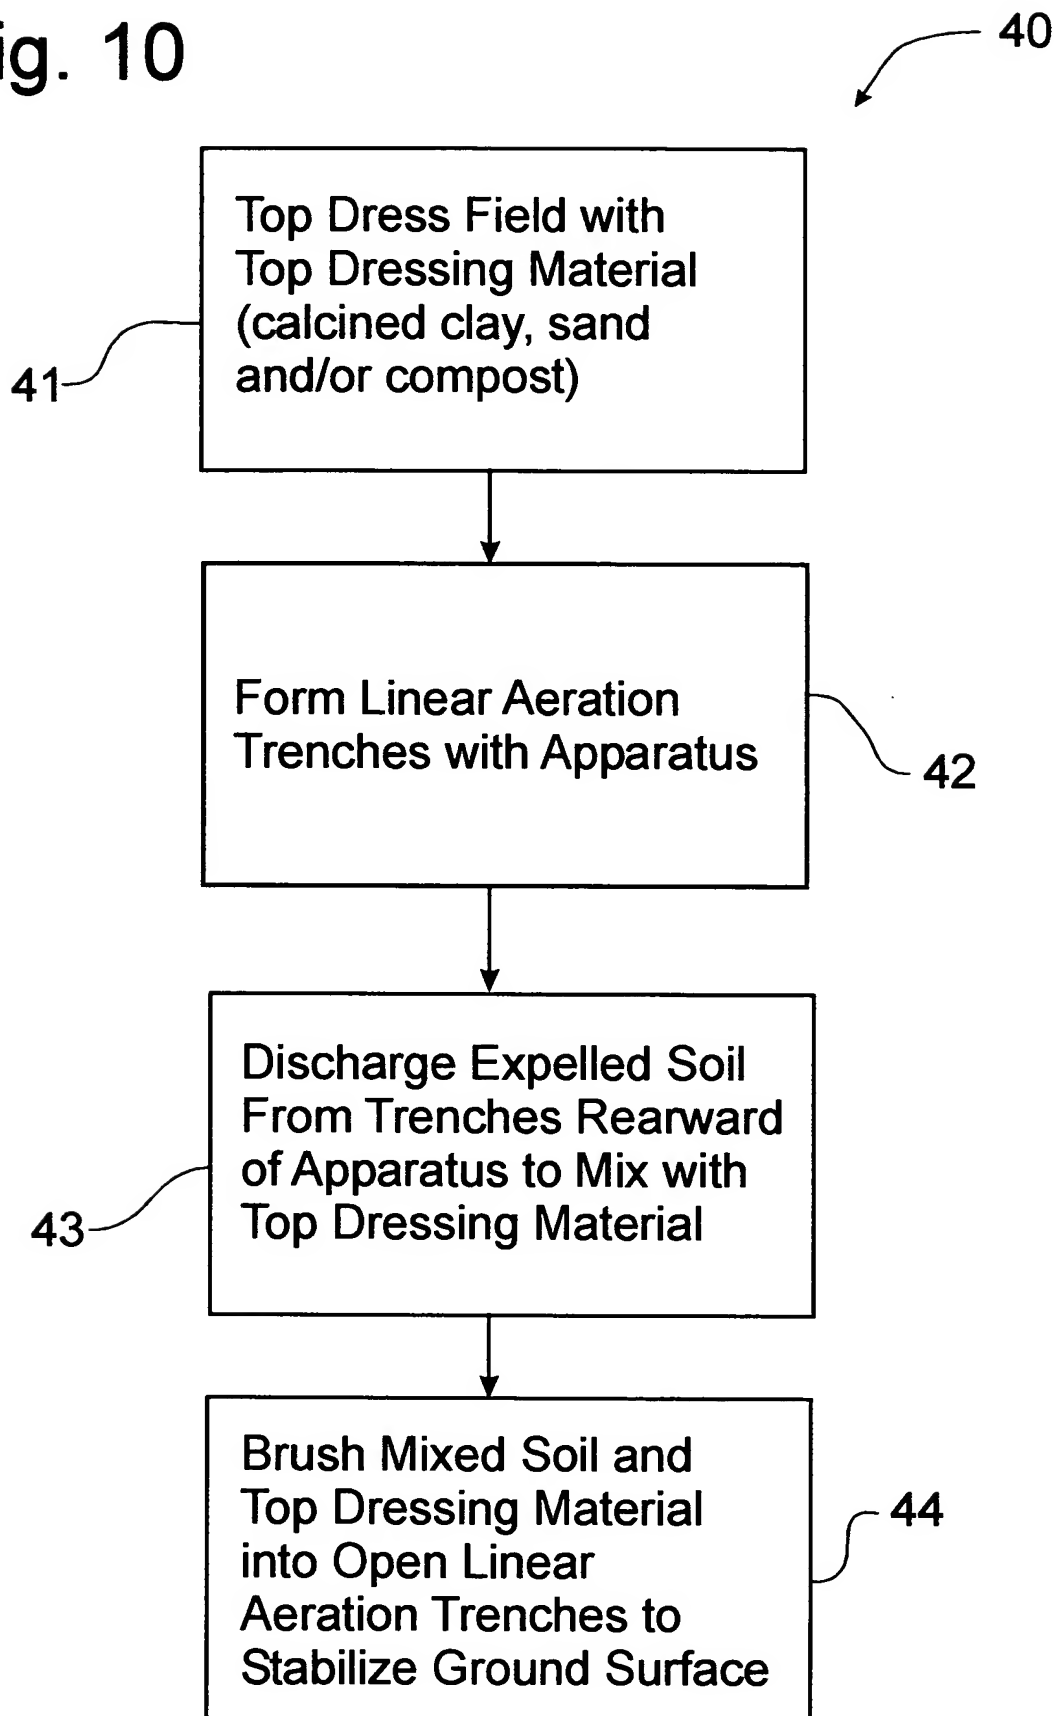 ig. 10
40
Top Dress Field with
Top Dressing Material
(calcined clay, sand
and/or compost)
41
Form Linear Aeration
Trenches with Apparatus
42
Discharge Expelled Soil
From Trenches Rearward
of Apparatus to Mix with
Top Dressing Material
43
Brush Mixed Soil and
Top Dressing Material
into Open Linear
Aeration Trenches to
Stabilize Ground Surface
44